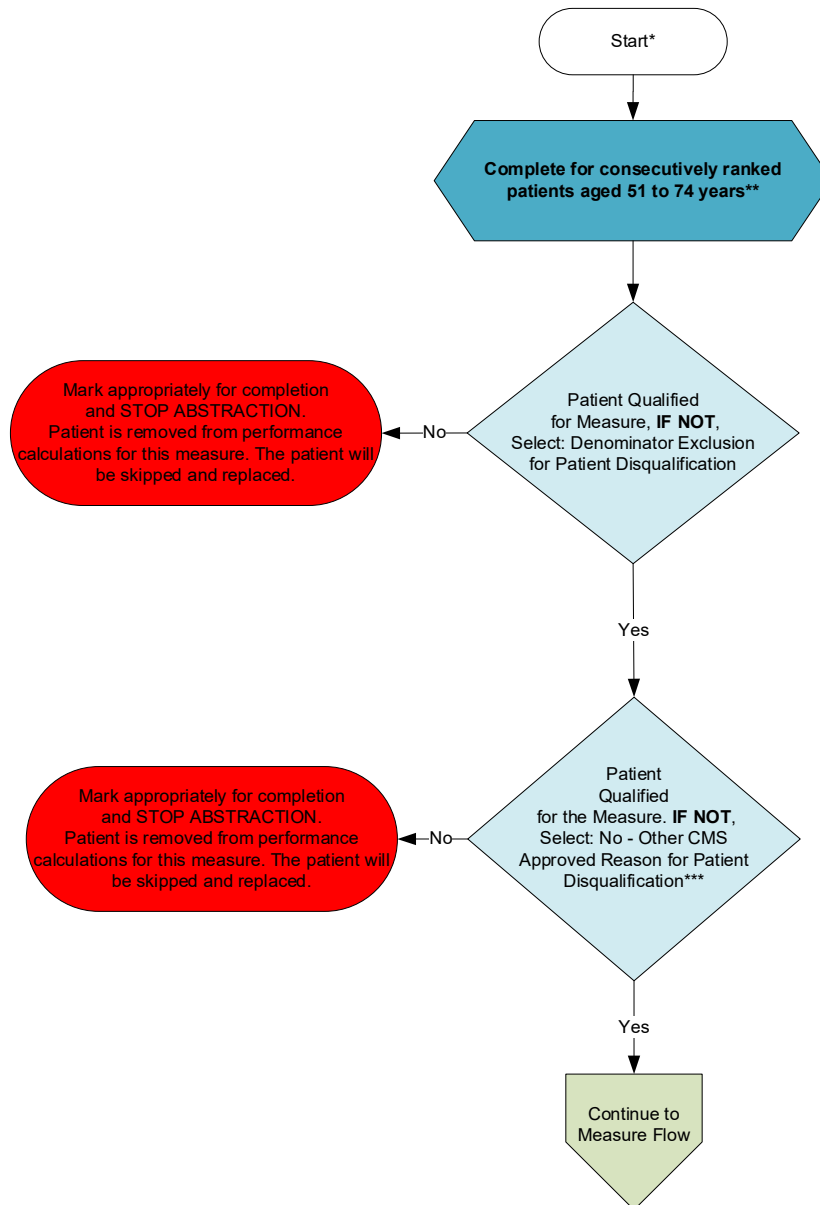 Start*
Complete for consecutively ranked
patients aged 51 to 74 years**
Patient Qualified
for Measure, IF NOT,
Select: Denominator Exclusion
for Patient Disqualification
No
Mark appropriately for completion
and STOP ABSTRACTION.
Patient is removed from performance
calculations for this measure. The patient will
be skipped and replaced.
Yes
Patient
Qualified
for the Measure. IF NOT,
Select: No - Other CMS
Approved Reason for Patient
Disqualification***
No
Mark appropriately for completion
and STOP ABSTRACTION.
Patient is removed from performance
calculations for this measure. The patient will
be skipped and replaced.
Yes
Continue to
Measure Flow